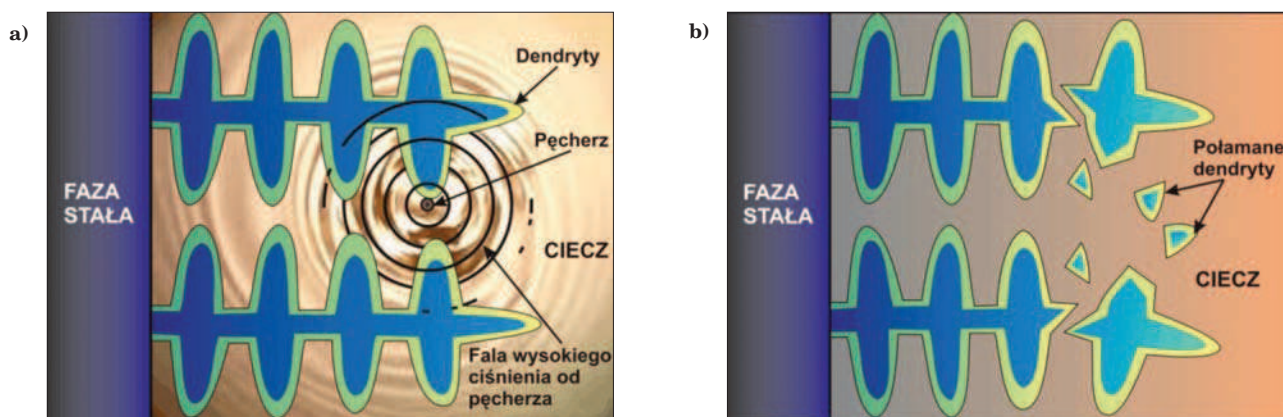 a)
Dendryty
Pęcherz
FAZA
STAŁA
CIECZ
Fala wysokiego
ciśnienia od
pęcherza
b)
Połamane
dendryty
FAZA
STAŁA
CIECZ